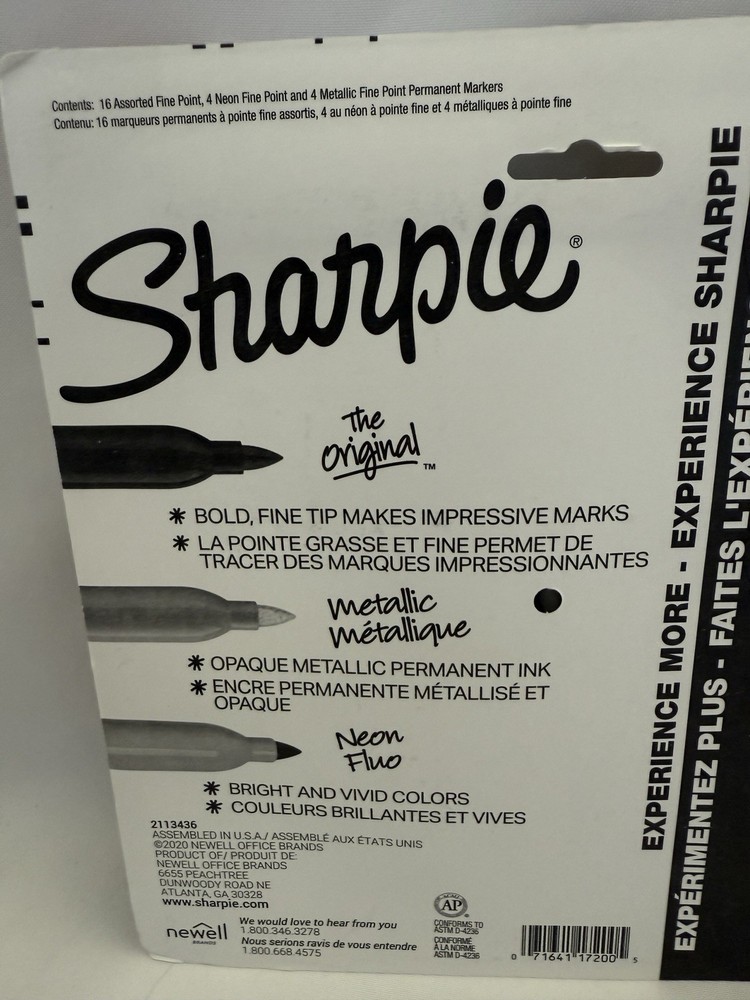 Contents: 16 Assorted Fine Point, 4 Neon Fine Point and 4 Metallic Fine Point Permanent Markers
Contenu: 16 marqueurs permanents à pointe fine assortis, 4 au néon à pointe fine et 4 métalliques à pointe fine
Sharpie®
The
Original™
* BOLD, FINE TIP MAKES IMPRESSIVE MARKS
* LA POINTE GRASSE ET FINE PERMET DE
TRACER DES MARQUES IMPRESSIONNANTES
Metallic
Métallique
* OPAQUE METALLIC PERMANENT INK
* ENCRE PERMANENTE MÉTALLISÉ ET
OPAQUE
Neon
Fluo
* BRIGHT AND VIVID COLORS
* COULEURS BRILLANTES ET VIVES
2113436
ASSEMBLED IN U.S.A./ ASSEMBLÉ AUX ÉTATS UNIS
©2020 NEWELL OFFICE BRANDS
PRODUCT OF/ PRODUIT DE:
NEWELL OFFICE BRANDS
6655 PEACHTREE
DUNWOODY ROAD NE
ATLANTA, GA 30328
www.sharpie.com
newell
BRANDS
We would love to hear from you
1.800.346.3278
Nous serions ravis de vous entendre
1.800.668.4575
ACMI
AP
CONFORMS TO
ASTM D-4236
CONFORME
À LA NORME
ASTM D-4236
0 71641 17200 5
EXPERIENCE MORE - EXPERIENCE SHARPIE
EXPÉRIMENTEZ PLUS - FAITES L'EXPÉRIEN